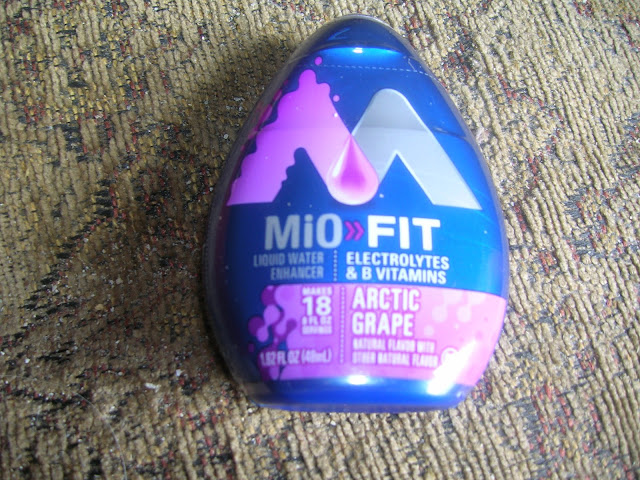 MiO»FIT
LIQUID WATER
ENHANCER
ELECTROLYTES
& B VITAMINS
MAKES
18
8 FL OZ
SERVINGS
ARCTIC
GRAPE
NATURAL FLAVOR WITH
OTHER NATURAL FLAVOR
1.62 FL OZ (48mL)